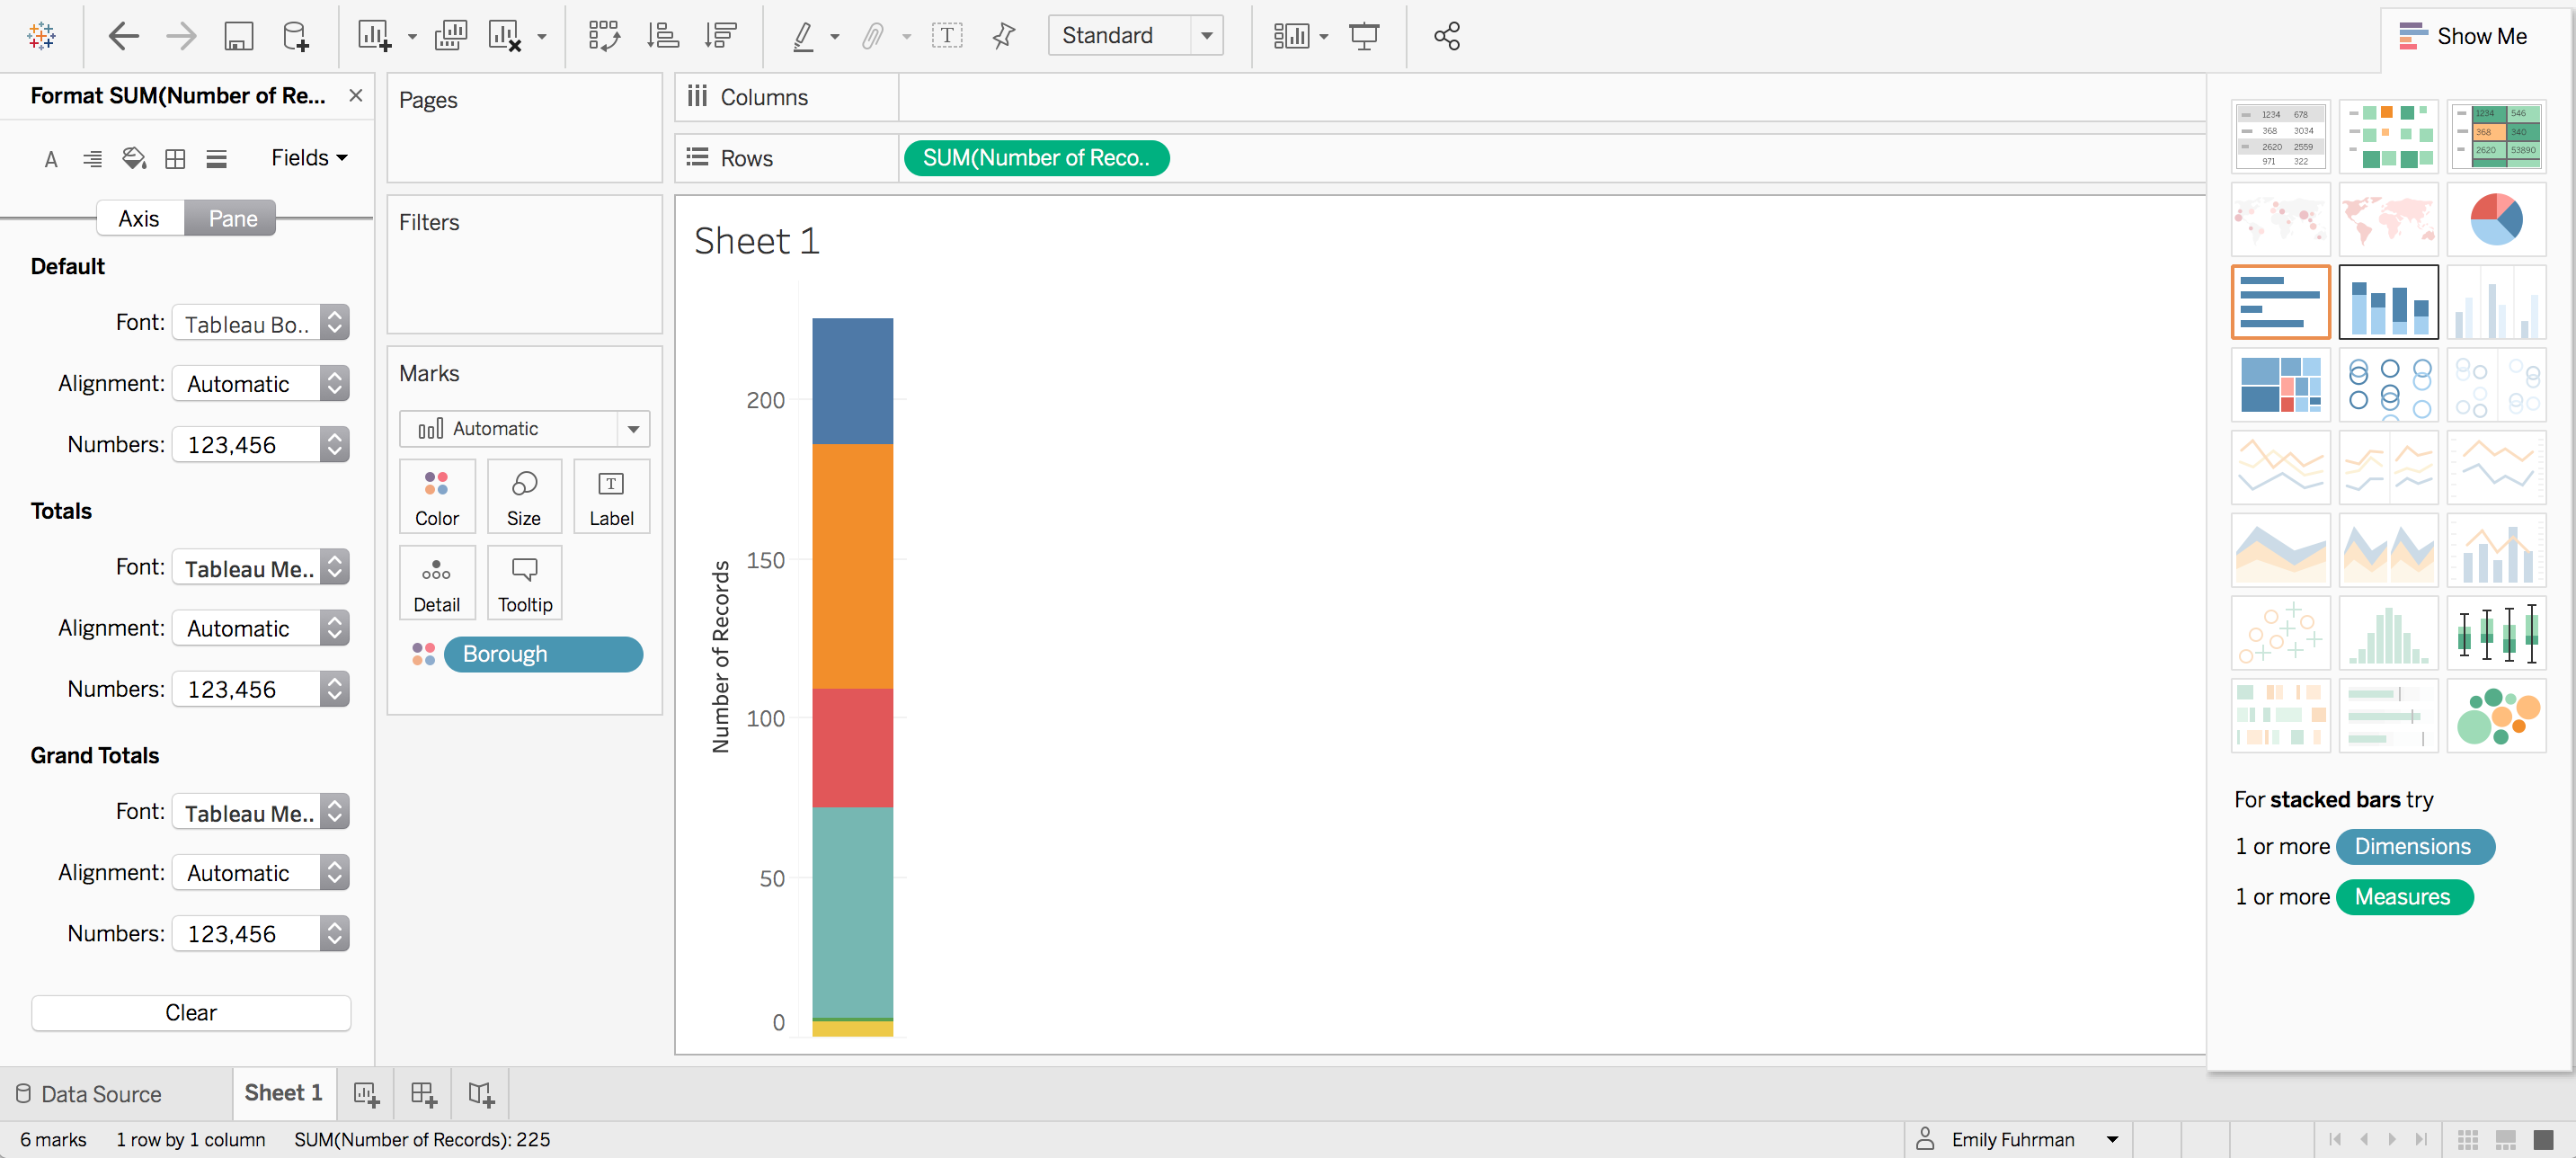 Standard
Show Me
Format SUM(Number of Re...
Fields
Axis
Pane
Default
Font: Tableau Bo..
Alignment: Automatic
Numbers: 123,456
Totals
Font: Tableau Me..
Alignment: Automatic
Numbers: 123,456
Grand Totals
Font: Tableau Me..
Alignment: Automatic
Numbers: 123,456
Clear
Pages
Filters
Marks
Automatic
Color
Size
Label
Detail
Tooltip
Borough
Columns
Rows
SUM(Number of Reco..
Sheet 1
Number of Records
200
150
100
50
0
1234 678
368 3034
2620 2559
971 322
1234 546
368 340
2620 53890
For stacked bars try
1 or more Dimensions
1 or more Measures
Data Source
Sheet 1
6 marks
1 row by 1 column
SUM(Number of Records): 225
Emily Fuhrman